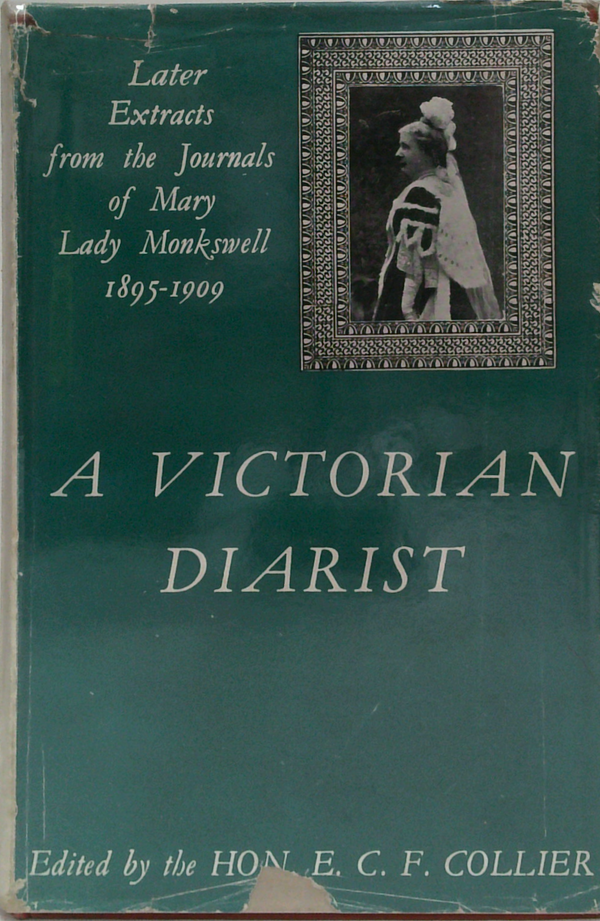 Later
Extracts
from the Journals
of Mary
Lady Monkswell
1895-1909
A VICTORIAN
DIARIST
Edited by the HON. E. C. F. COLLIER